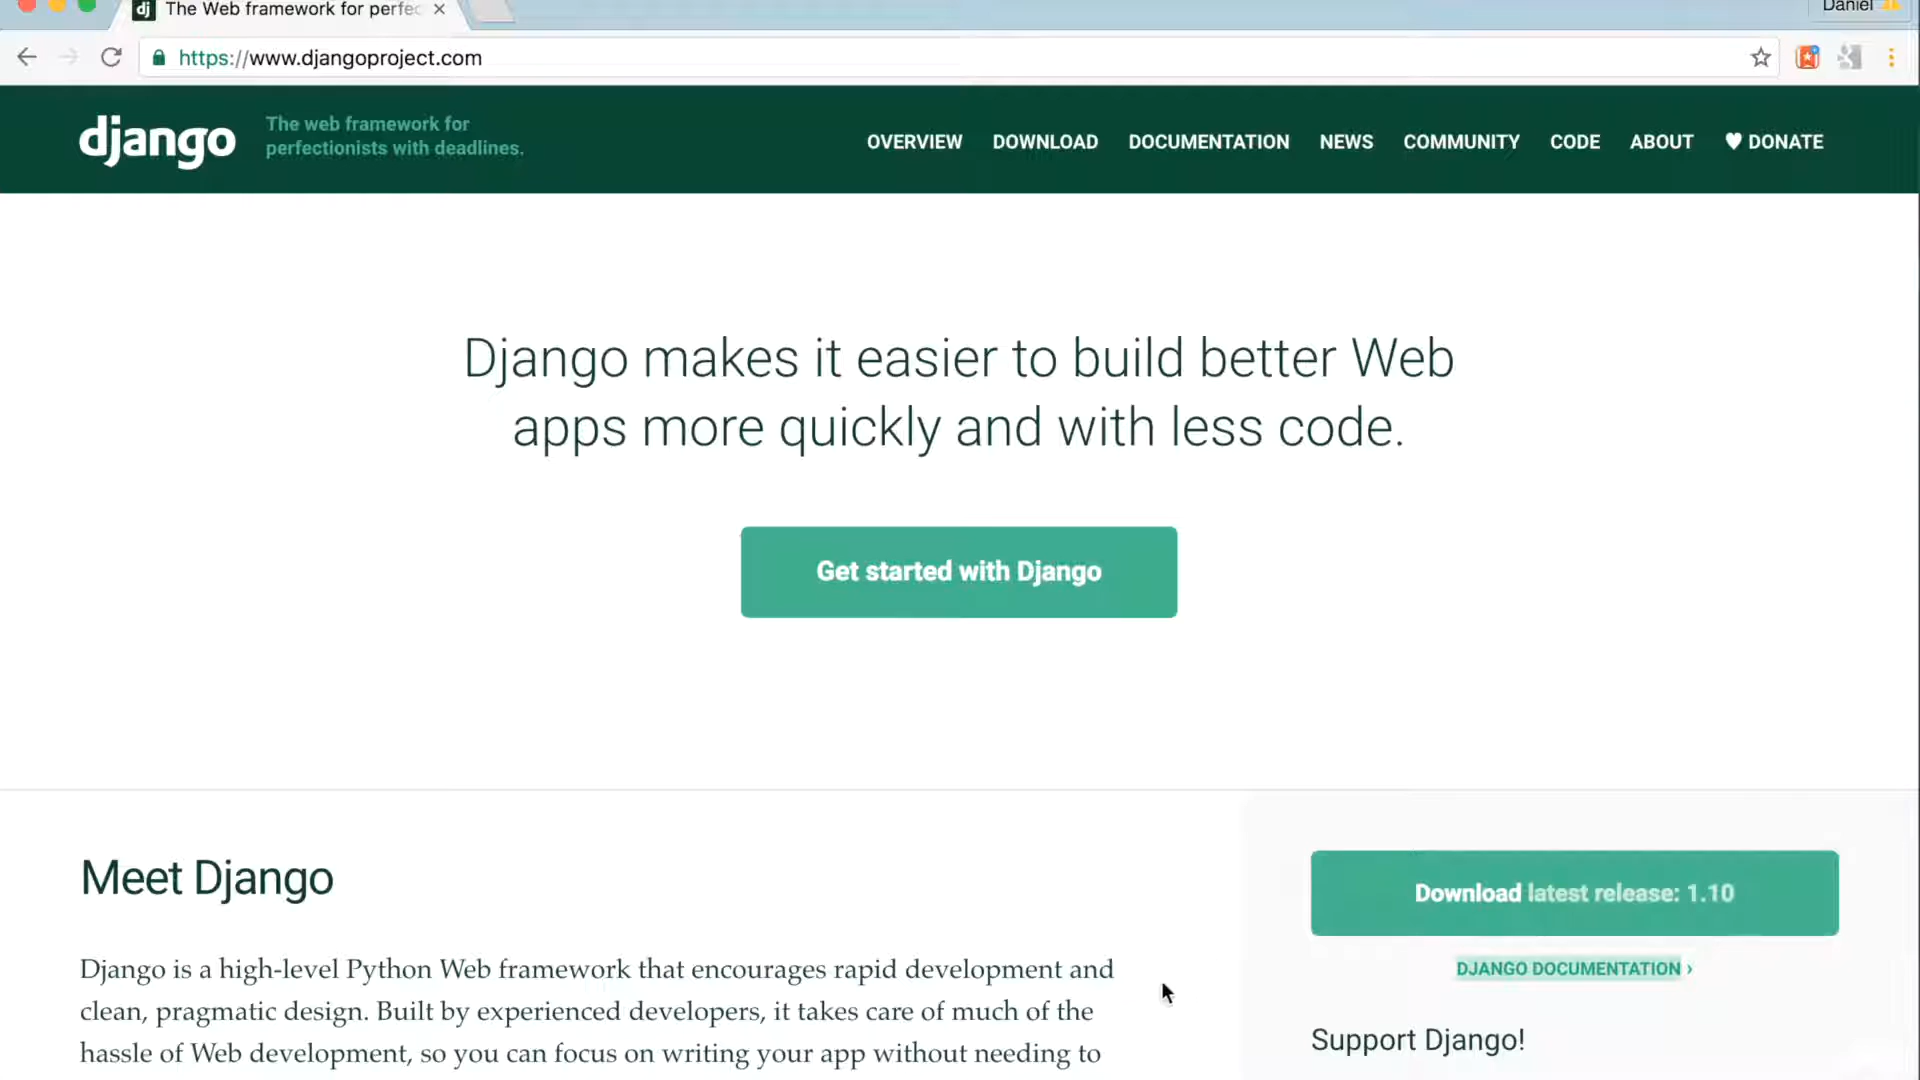 dj The Web framework for perfec
Daniel
https://www.djangoproject.com
django
The web framework for
perfectionists with deadlines.
OVERVIEW DOWNLOAD DOCUMENTATION NEWS COMMUNITY CODE ABOUT DONATE
Django makes it easier to build better Web
apps more quickly and with less code.
Get started with Django
Meet Django
Django is a high-level Python Web framework that encourages rapid development and
clean, pragmatic design. Built by experienced developers, it takes care of much of the
hassle of Web development, so you can focus on writing your app without needing to
Download latest release: 1.10
DJANGO DOCUMENTATION ›
Support Django!